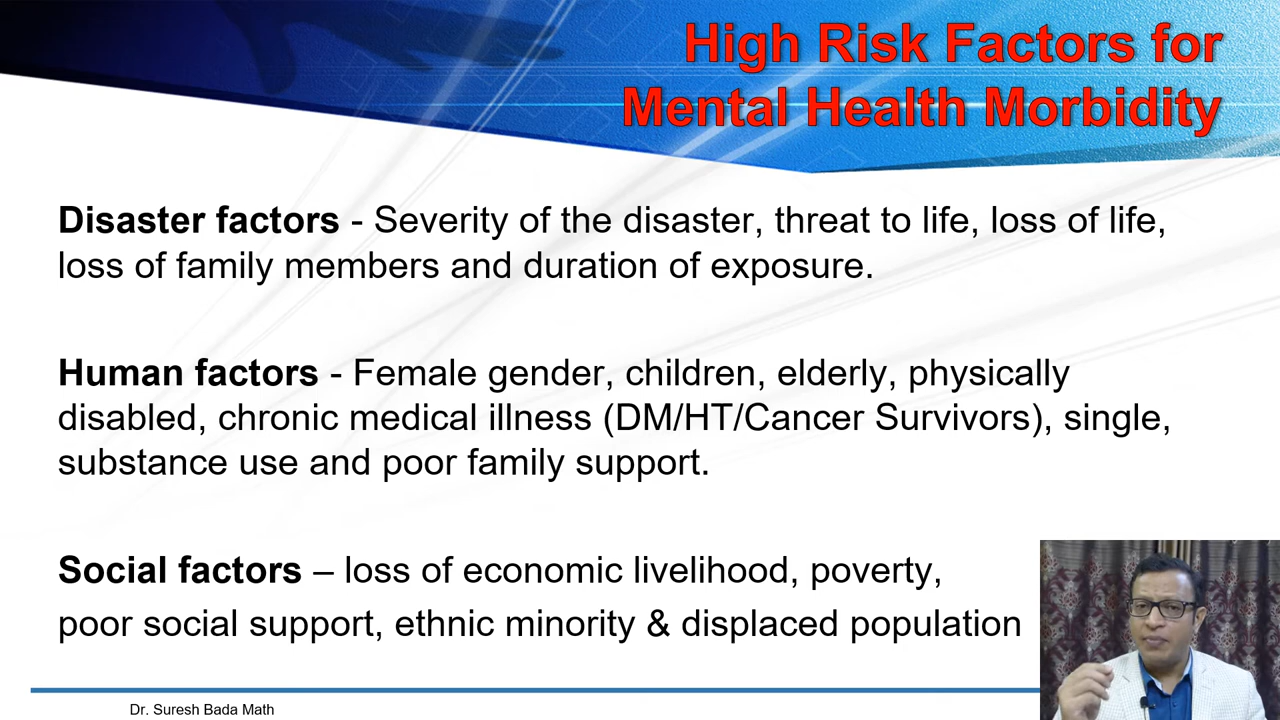 High Risk Factors for
Mental Health Morbidity
Disaster factors - Severity of the disaster, threat to life, loss of life,
loss of family members and duration of exposure.
Human factors - Female gender, children, elderly, physically
disabled, chronic medical illness (DM/HT/Cancer Survivors), single,
substance use and poor family support.
Social factors – loss of economic livelihood, poverty,
poor social support, ethnic minority & displaced population
Dr. Suresh Bada Math